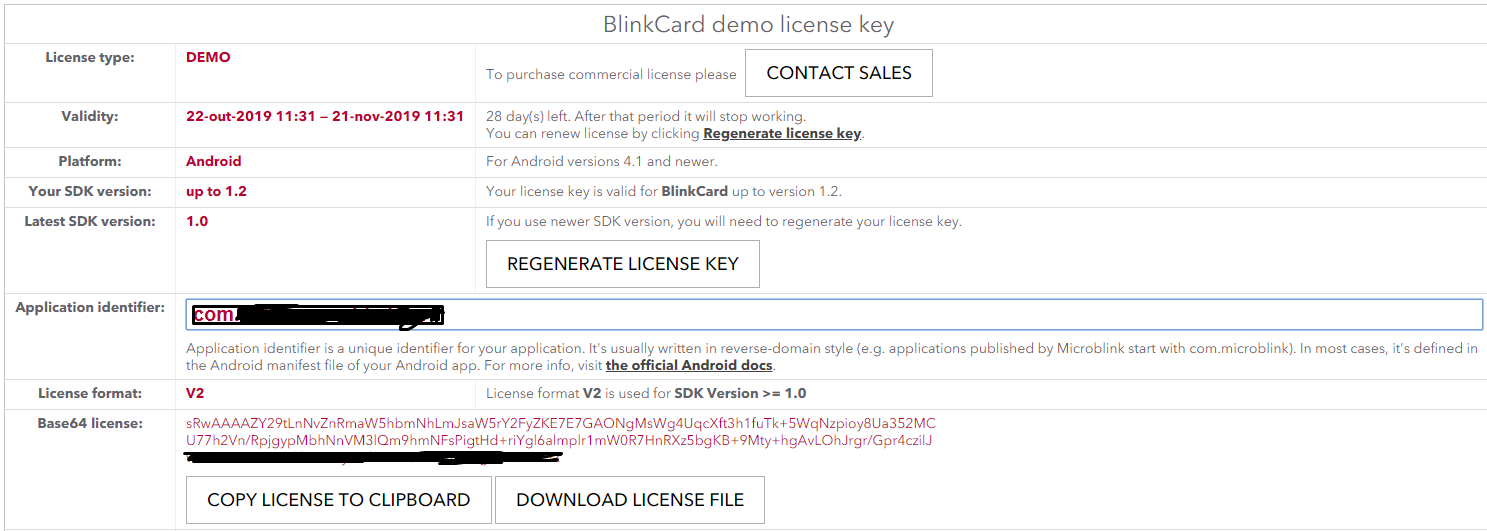 BlinkCard demo license key
License type:
DEMO
To purchase commercial license please
CONTACT SALES
Validity:
22-out-2019 11:31 – 21-nov-2019 11:31
28 day(s) left. After that period it will stop working.
You can renew license by clicking Regenerate license key.
Platform:
Android
For Android versions 4.1 and newer.
Your SDK version:
up to 1.2
Your license key is valid for BlinkCard up to version 1.2.
Latest SDK version:
1.0
If you use newer SDK version, you will need to regenerate your license key.
REGENERATE LICENSE KEY
Application identifier:
com.
Application identifier is a unique identifier for your application. It's usually written in reverse-domain style (e.g. applications published by Microblink start with com.microblink). In most cases, it's defined in
the Android manifest file of your Android app. For more info, visit the official Android docs.
License format:
V2
License format V2 is used for SDK Version >= 1.0
Base64 license:
sRwAAAAZY29tLnNvZnRmaW5hbmNhLmJsaW5rY2FyZKE7E7GAONgMsWg4UqcXft3h1fuTk+5WqNzpioy8Ua352MC
U77h2Vn/RpjgypMbhNnVM3lQm9hmNFsPigtHd+riYgl6almplr1mW0R7HnRXz5bgKB+9Mty+hgAvLOhJrgr/Gpr4czilJ
COPY LICENSE TO CLIPBOARD
DOWNLOAD LICENSE FILE